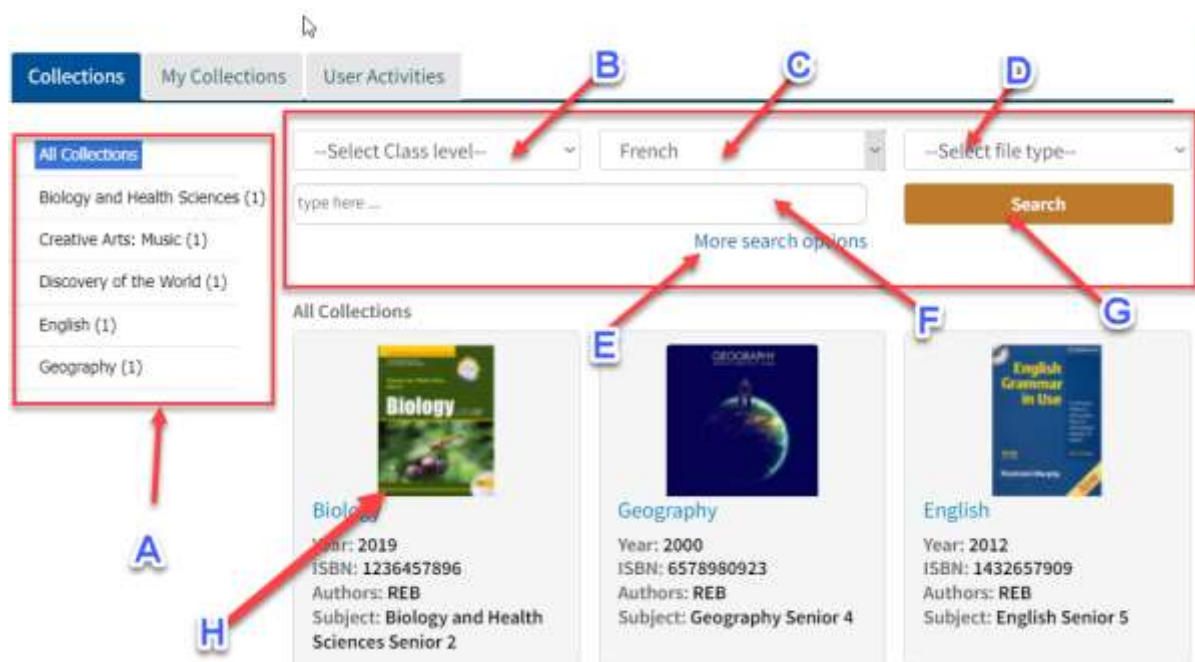 Collections
My Collections
User Activities
B
C
D
All Collections
Biology and Health Sciences (1)
Creative Arts: Music (1)
Discovery of the World (1)
English (1)
Geography (1)
--Select Class level--
French
--Select file type--
type here ...
Search
More search options
E
F
G
All Collections
Biology
GEOGRAPHY
English
Grammar
in Use
Biology
Year: 2019
ISBN: 1236457896
Authors: REB
Subject: Biology and Health
Sciences Senior 2
Geography
Year: 2000
ISBN: 6578980923
Authors: REB
Subject: Geography Senior 4
English
Year: 2012
ISBN: 1432657909
Authors: REB
Subject: English Senior 5
A
H